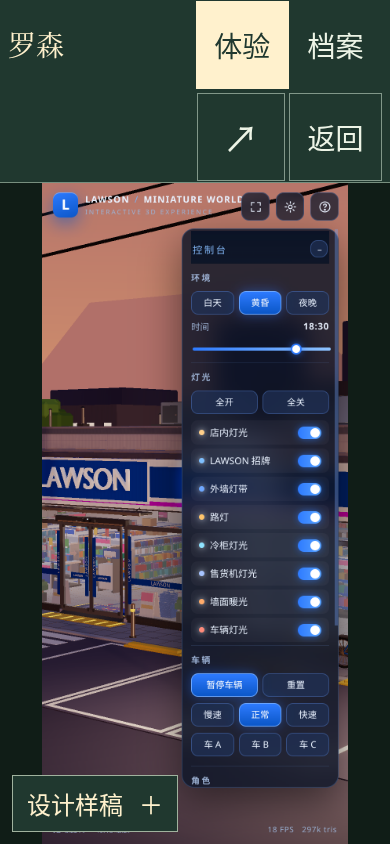 罗森
体验
档案
↗
返回
L
LAWSON / MINIATURE WORLD
INTERACTIVE 3D EXPERIENCE
控制台
环境
白天
黄昏
夜晚
时间
18:30
灯光
全开
全关
店内灯光
LAWSON 招牌
外墙灯带
路灯
冷柜灯光
售货机灯光
墙面暖光
车辆灯光
车辆
暂停车辆
重置
慢速
正常
快速
车 A
车 B
车 C
角色
LAWSON
LAWSON
设计样稿 +
18 FPS 297k tris